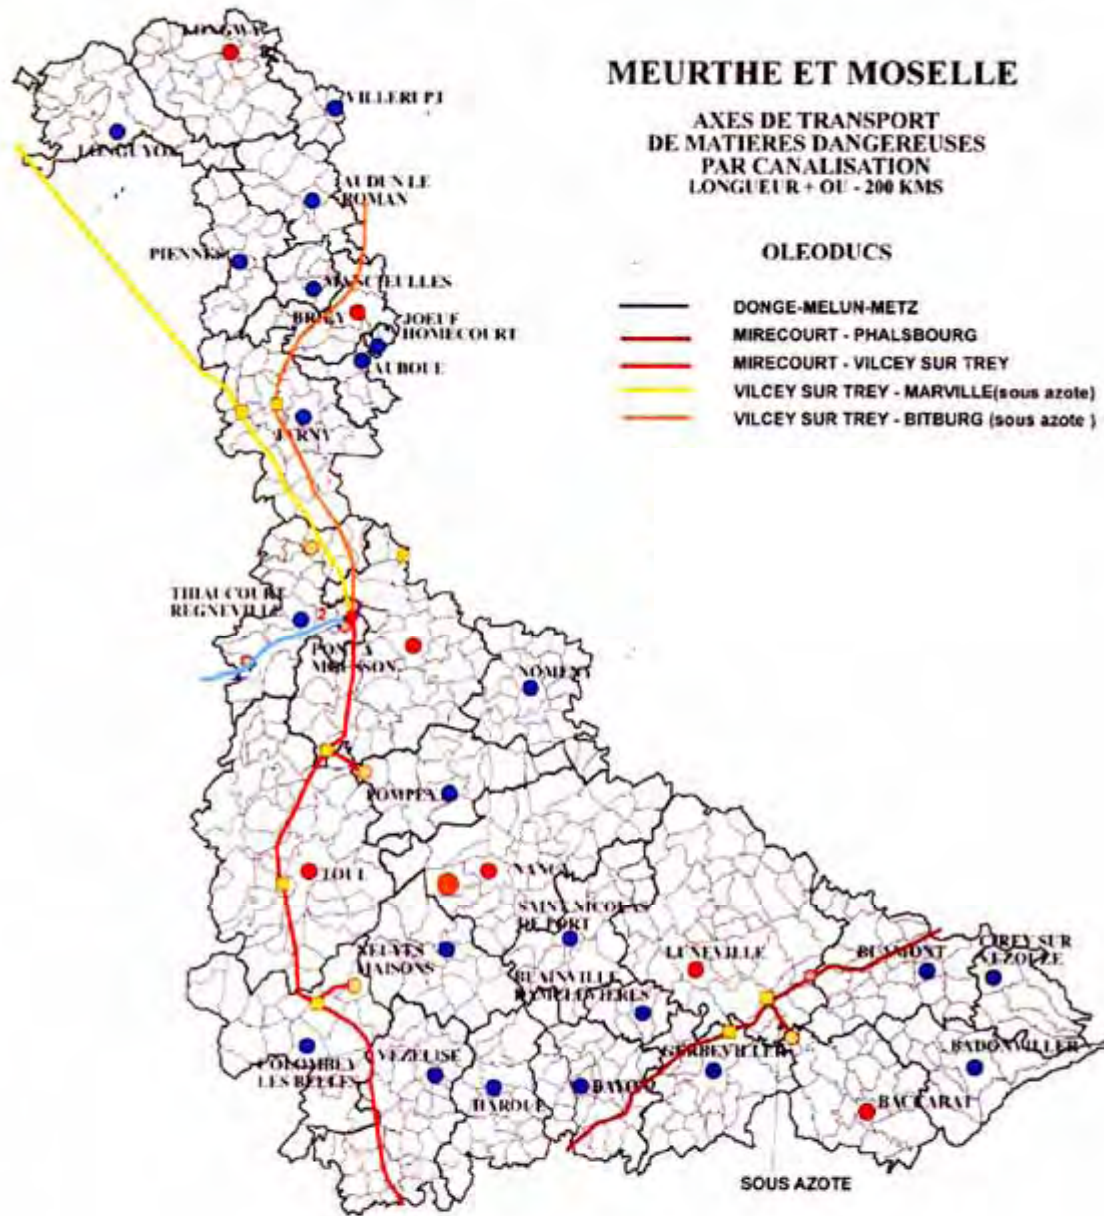 MEURTHE ET MOSELLE
AXES DE TRANSPORT
DE MATIERES DANGEREUSES
PAR CANALISATION
LONGUEUR + OU - 200 KMS
OLEODUCS
DONGE-MELUN-METZ
MIRECOURT - PHALSBOURG
MIRECOURT - VILCEY SUR TREY
VILCEY SUR TREY - MARVILLE(sous azote)
VILCEY SUR TREY - BITBURG (sous azote )
LONGWY
VILLERUPT
LONGUYON
AUDUN LE
ROMAN
PIENNES
MANCIEULLES
BRIEY
JOEUF
HOMECOURT
AUBOUE
JARNY
THIAUCOURT
REGNEVILLE
2
PONT A
MOUSSON
NOMENY
POMPEY
TOUL
NANCY
SAINT NICOLAS
DE PORT
NEUVES
MAISONS
LUNEVILLE
BLAINVILLE
DAMELEVIERES
BLAMONT
CIREY SUR
VEZOUZE
COLOMBEY
LES BELLES
VEZELISE
HAROUE
BAYON
GERBEVILLER
BADONVILLER
BACCARAT
SOUS AZOTE